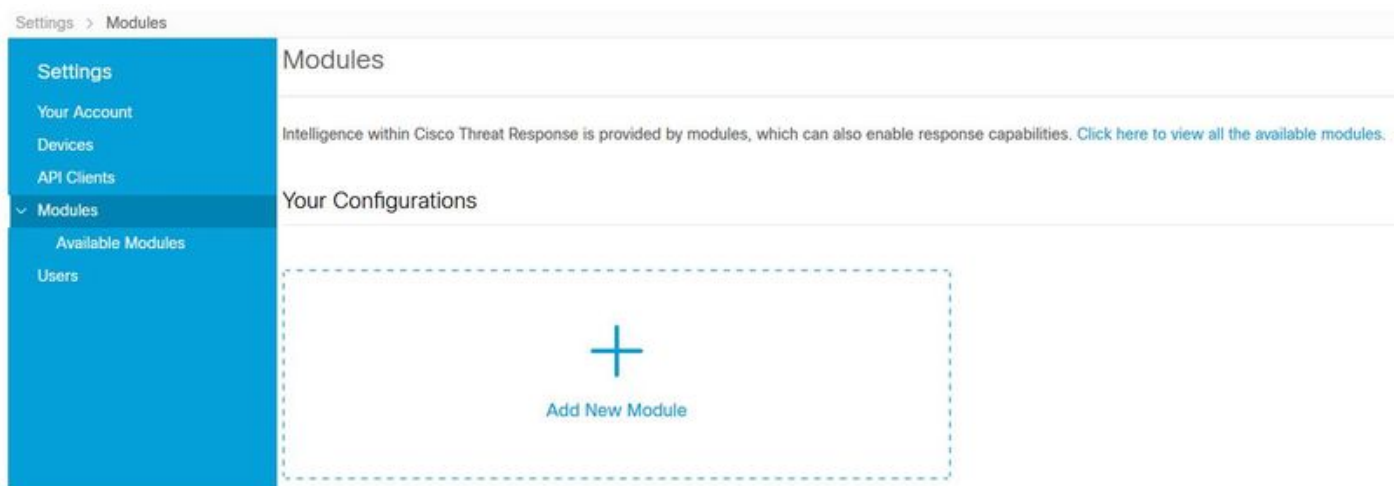 Settings > Modules
Settings
Your Account
Devices
API Clients
Modules
Available Modules
Users
Modules
Intelligence within Cisco Threat Response is provided by modules, which can also enable response capabilities. Click here to view all the available modules.
Your Configurations
Add New Module